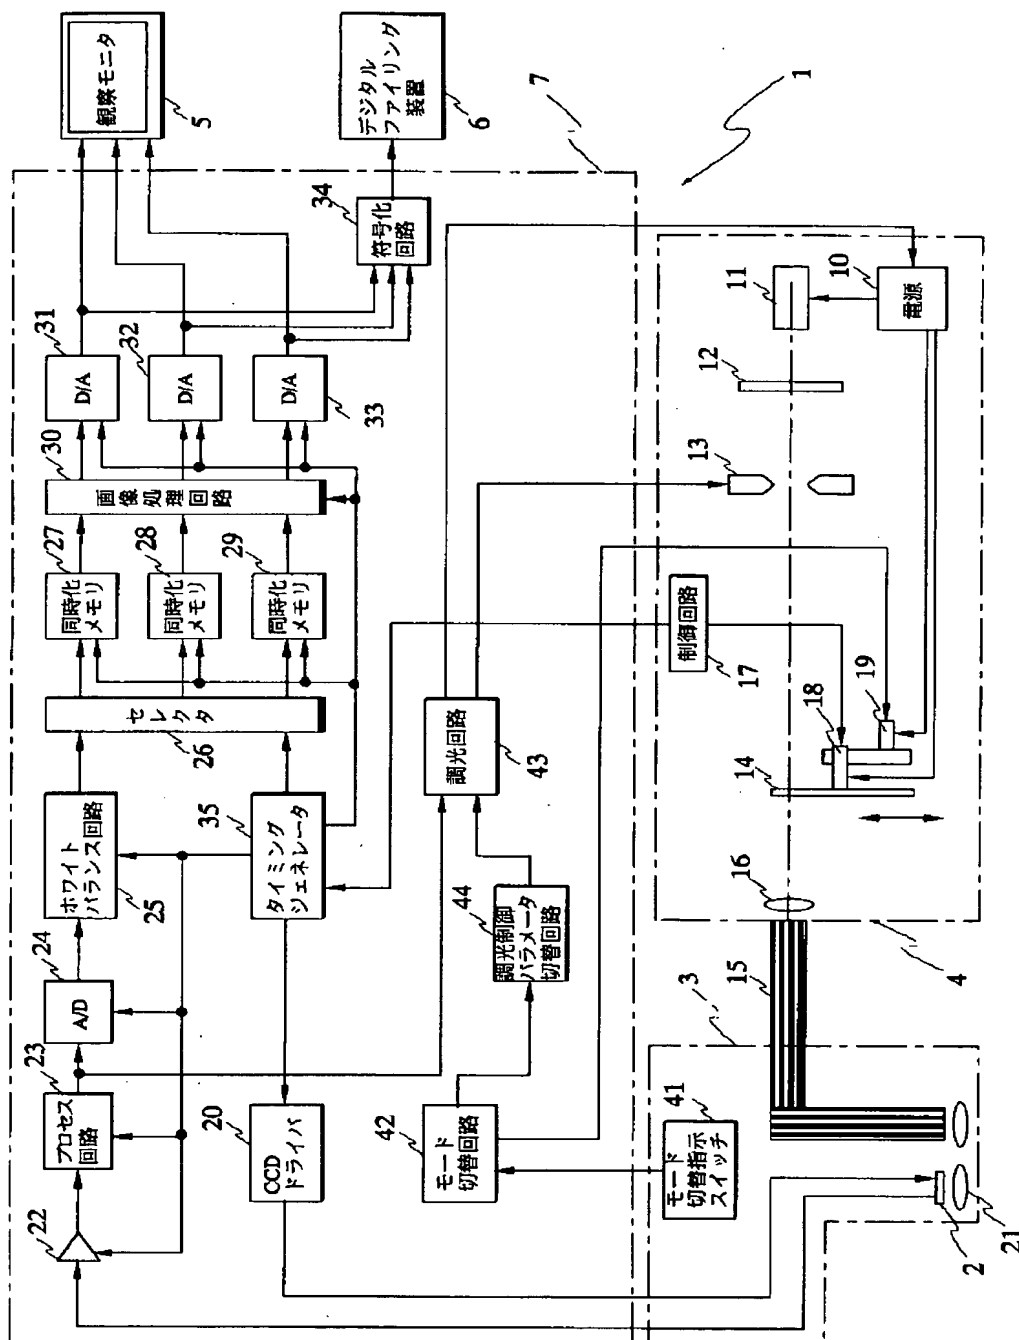 観察モニタ
5
デジタル
ファイリング
装置
6
7
1
34
符号化
回路
31
D/A
32
D/A
33
D/A
30
画像処理回路
27
同時化
メモリ
28
同時化
メモリ
29
同時化
メモリ
セレクタ
26
ホワイト
バランス回路
25
35
タイミング
ジェネレータ
24
A/D
23
プロセス
回路
22
20
CCD
ドライバ
調光回路
43
44
調光制御
パラメータ
切替回路
42
モード
切替回路
41
モード
切替指示
スイッチ
11
10
電源
12
13
制御回路
17
18
19
14
16
15
4
3
2
21